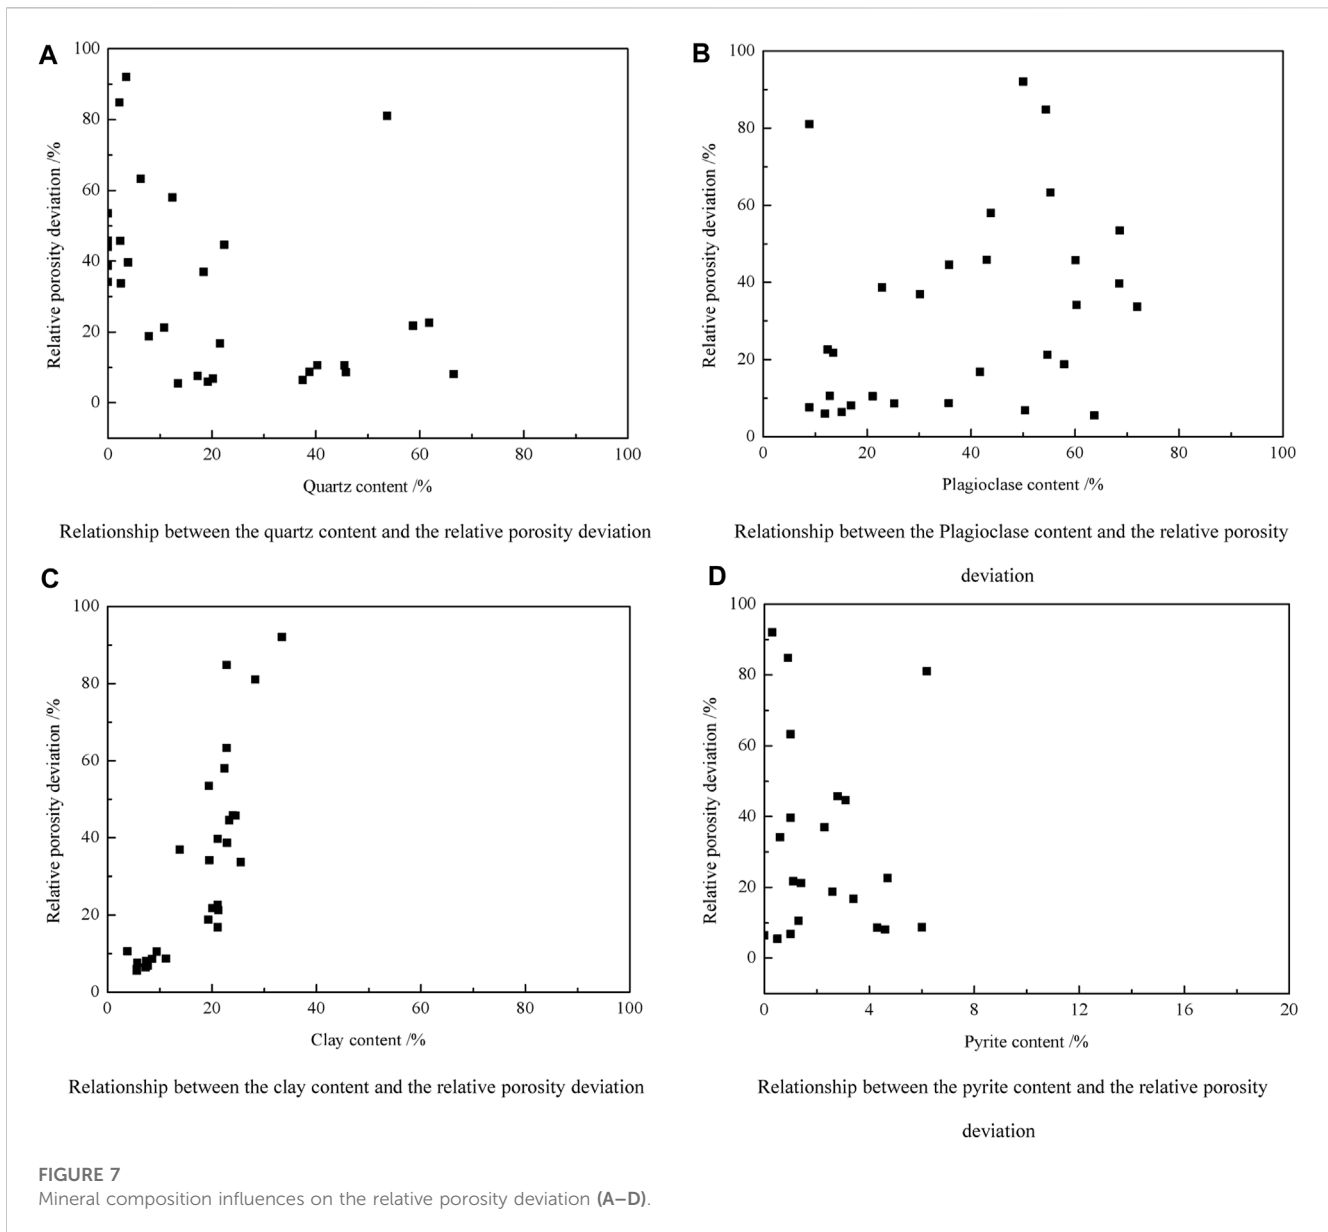 A
100
80
60
40
20
0
Relative porosity deviation /%
0 20 40 60 80 100
Quartz content /%
Relationship between the quartz content and the relative porosity deviation
B
100
80
60
40
20
0
Relative porosity deviation /%
0 20 40 60 80 100
Plagioclase content /%
Relationship between the Plagioclase content and the relative porosity
deviation
C
100
80
60
40
20
0
Relative porosity deviation /%
0 20 40 60 80 100
Clay content /%
Relationship between the clay content and the relative porosity deviation
D
100
80
60
40
20
0
Relative porosity deviation /%
0 4 8 12 16 20
Pyrite content /%
Relationship between the pyrite content and the relative porosity
deviation
FIGURE 7
Mineral composition influences on the relative porosity deviation (A–D).